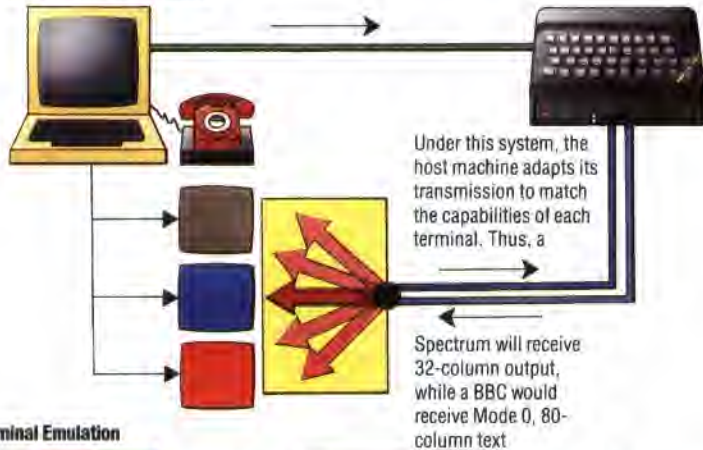 Under this system, the
host machine adapts its
transmission to match
the capabilities of each
terminal. Thus, a
Spectrum will receive
32-column output,
while a BBC would
receive Mode 0, 80-
column text
minal Emulation